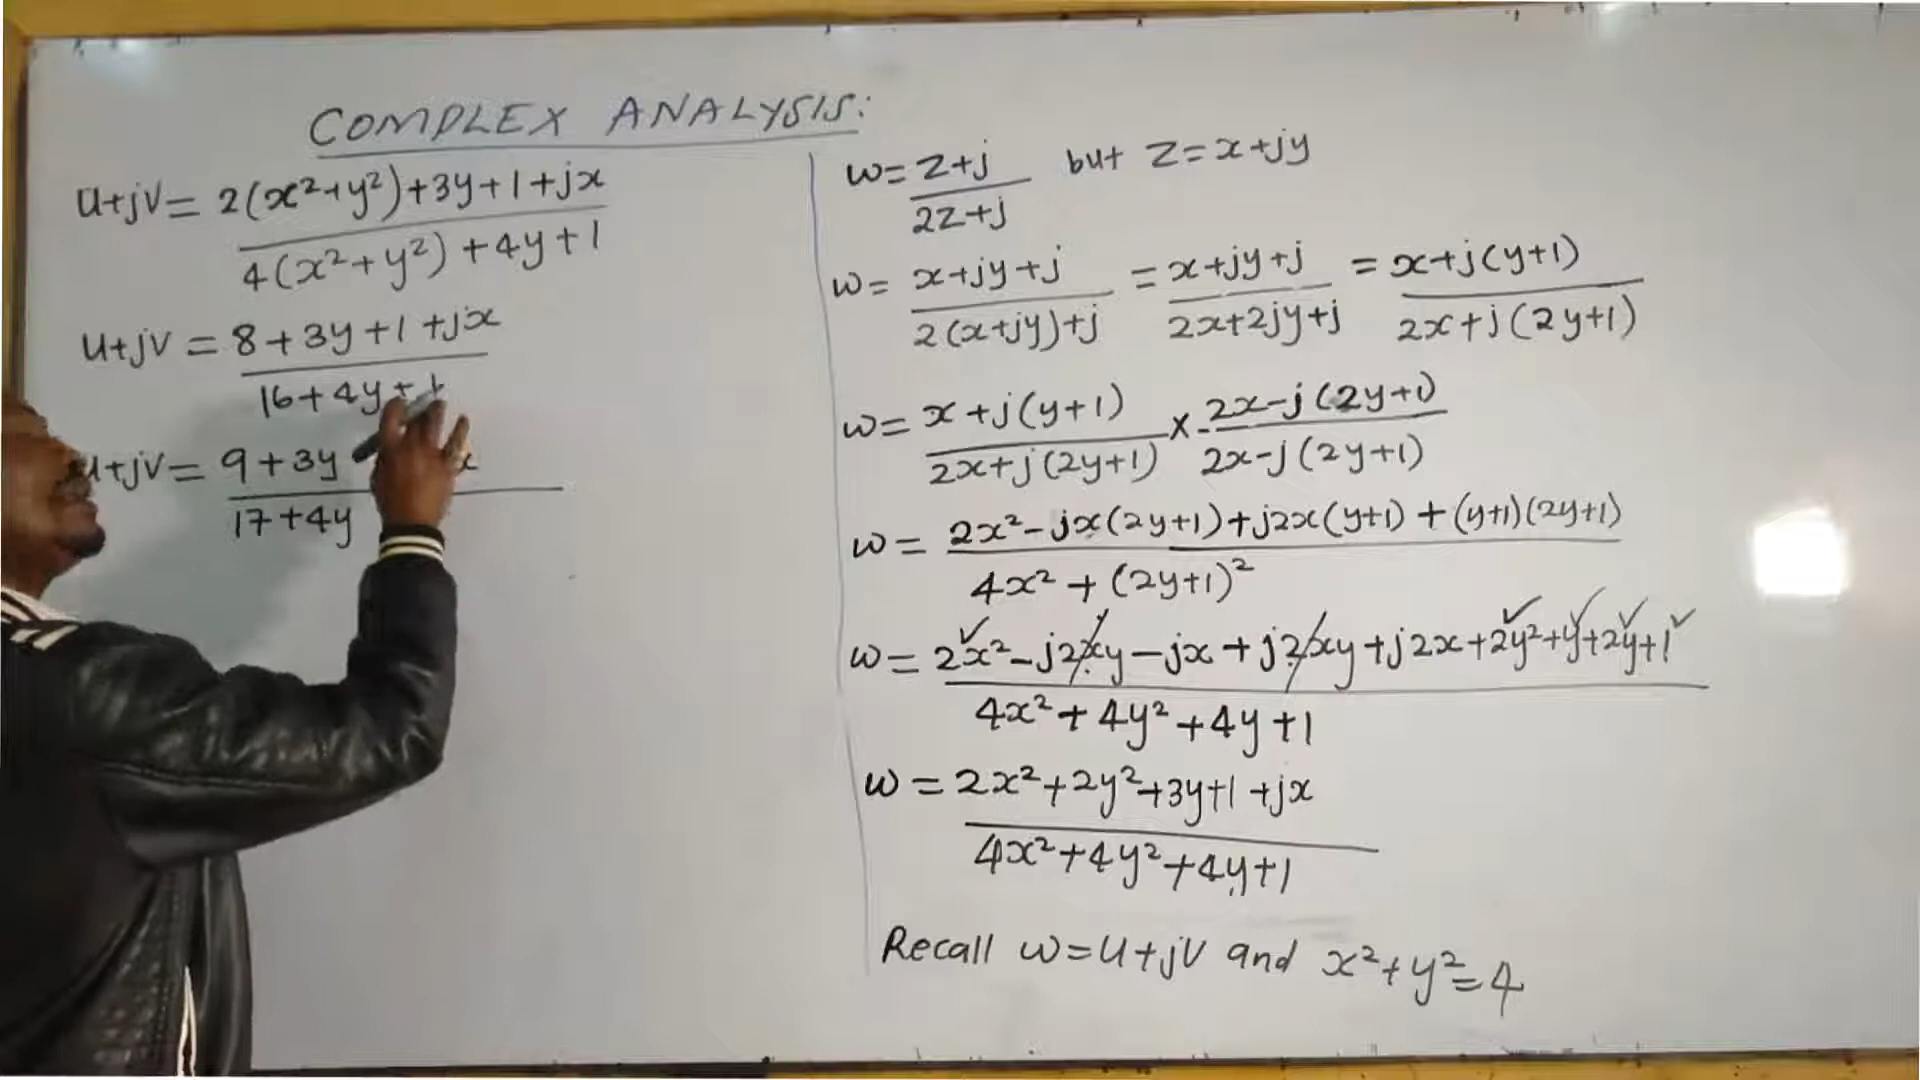 COMPLEX ANALYSIS:
U+jV = 2(x²+y²)+3y+1+jx
4(x²+y²)+4y+1
U+jV = 8+3y+1+jx
16+4y+1
U+jV = 9+3y x
17+4y
w = z+j but z=x+jy
2z+j
w = x+jy+j = x+jy+j = x+j(y+1)
2(x+jy)+j 2x+2jy+j 2x+j(2y+1)
w = x+j(y+1) × 2x-j(2y+1)
2x+j(2y+1) 2x-j(2y+1)
w = 2x²-jx(2y+1)+j2x(y+1)+(y+1)(2y+1)
4x²+(2y+1)²
w = 2x²-j2xy-jx+j2xy+j2x+2y²+y+2y+1
4x²+4y²+4y+1
w = 2x²+2y²+3y+1+jx
4x²+4y²+4y+1
Recall w=U+jV and x²+y²=4